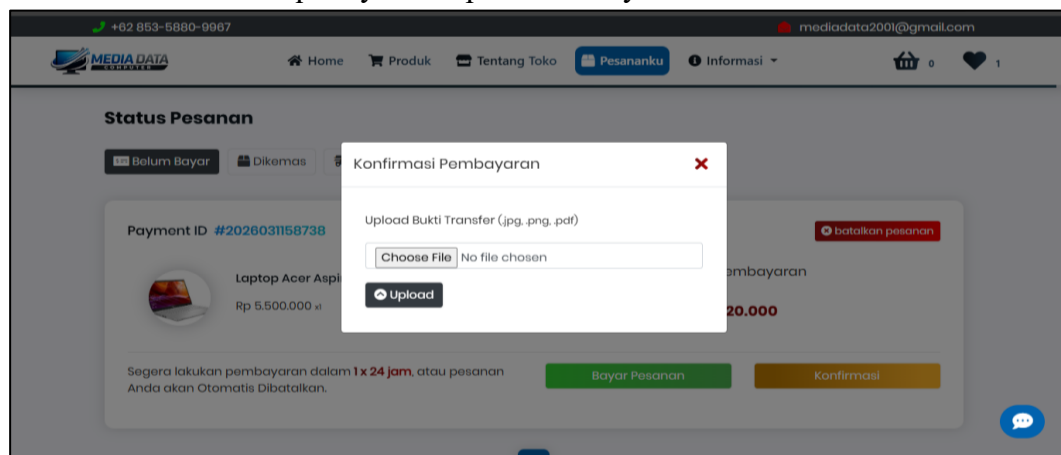 +62 853-5880-9967
mediadata2001@gmail.com
MEDIA DATA
COMPUTER
Home
Produk
Tentang Toko
Pesananku
Informasi
0
1
Status Pesanan
Belum Bayar
Dikemas
Konfirmasi Pembayaran
Upload Bukti Transfer (.jpg, .png, .pdf)
Choose File No file chosen
Upload
Payment ID #2026031158738
batalkan pesanan
Laptop Acer
Rp 5.500.000 x1
20.000
Segera lakukan pembayaran dalam 1 x 24 jam, atau pesanan
Anda akan Otomatis Dibatalkan.
Bayar Pesanan
Konfirmasi